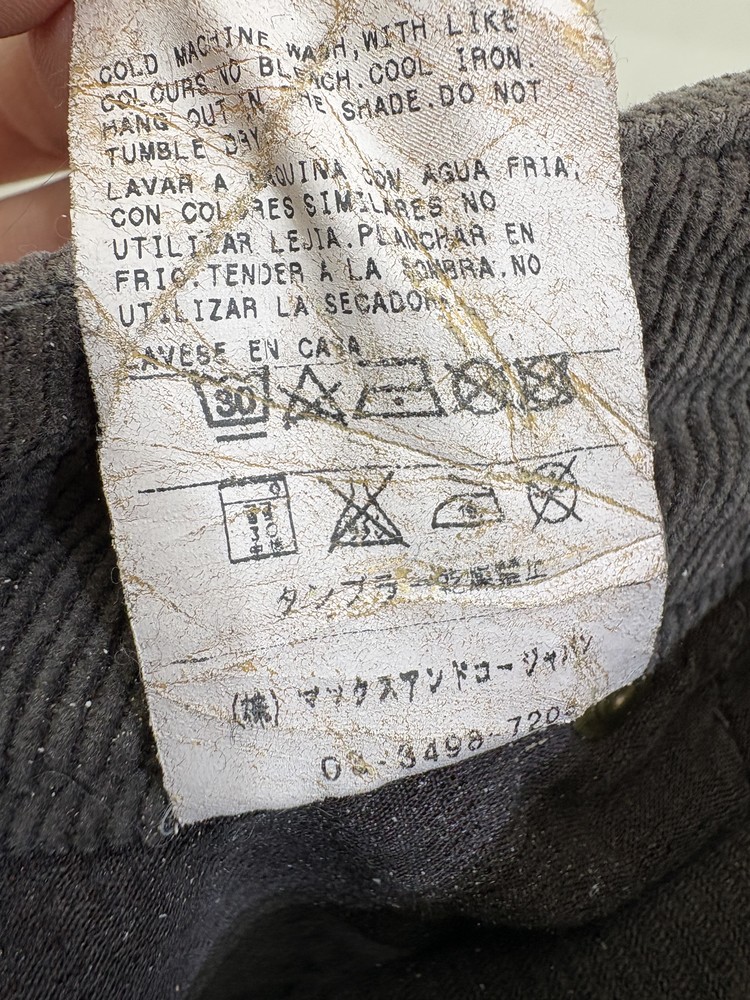 COLD MACHINE WASH,WITH LIKE
COLOURS NO BLEACH.COOL IRON.
HANG OUT IN THE SHADE.DO NOT
TUMBLE DRY
LAVAR A MAQUINA CON AGUA FRIA,
CON COLORES SIMILARES.NO
UTILIZAR LEJIA.PLANCHAR EN
FRIO.TENDER A LA SOMBRA.NO
UTILIZAR LA SECADORA
LAVESE EN CASA
30
タンブラー乾燥禁止
(株) マックスアンドコージャパン
03-3498-720